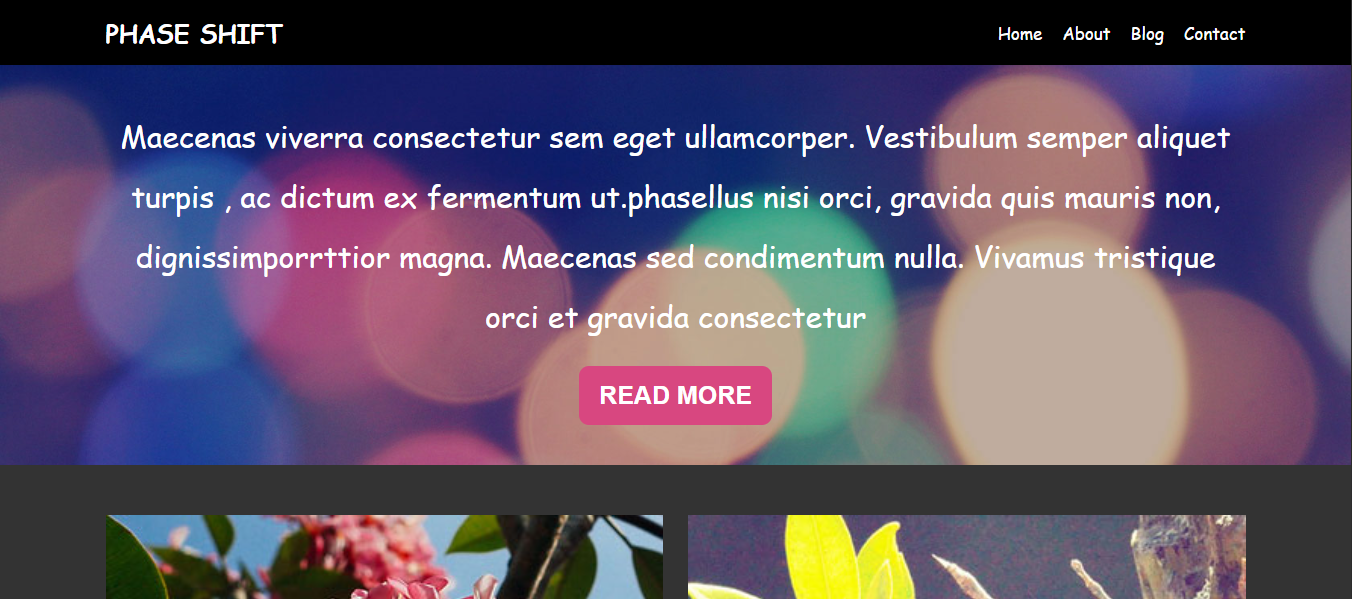 PHASE SHIFT
Home About Blog Contact
Maecenas viverra consectetur sem eget ullamcorper. Vestibulum semper aliquet
turpis , ac dictum ex fermentum ut.phasellus nisi orci, gravida quis mauris non,
dignissimporrttior magna. Maecenas sed condimentum nulla. Vivamus tristique
orci et gravida consectetur
READ MORE